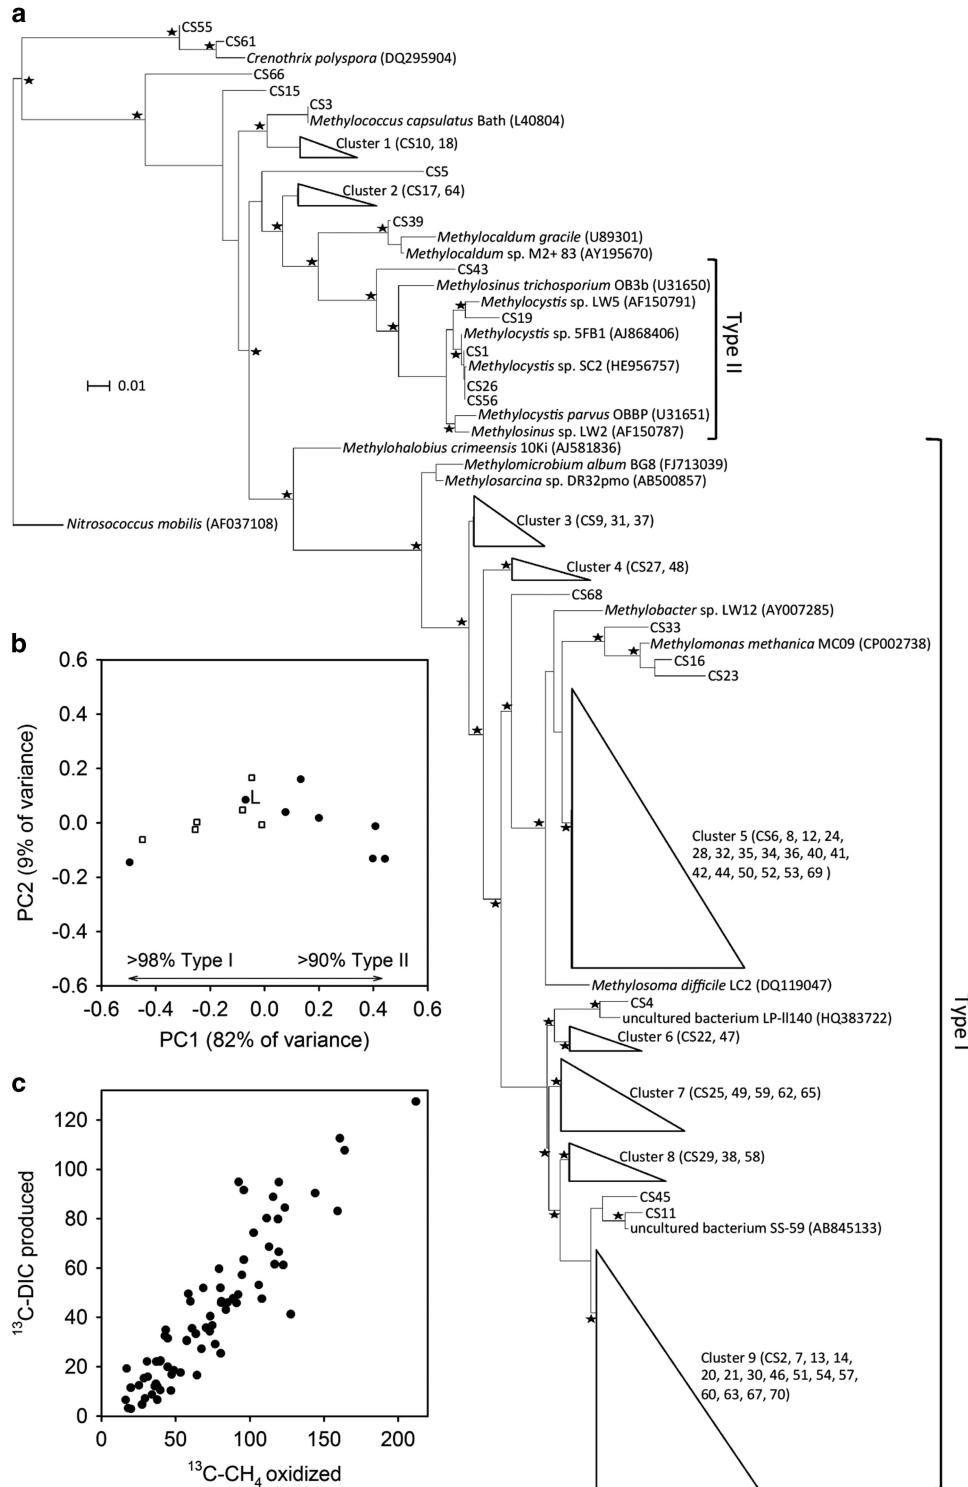 a
CS55
CS61
Crenothrix polyspora (DQ295904)
CS66
CS15
CS3
Methylococcus capsulatus Bath (L40804)
Cluster 1 (CS10, 18)
CS5
Cluster 2 (CS17, 64)
CS39
Methylocaldum gracile (U89301)
Methylocaldum sp. M2+ 83 (AY195670)
CS43
Methylosinus trichosporium OB3b (U31650)
Methylocystis sp. LW5 (AF150791)
CS19
Methylocystis sp. 5FB1 (AJ868406)
CS1
Methylocystis sp. SC2 (HE956757)
CS26
CS56
Methylocystis parvus OBBP (U31651)
Methylosinus sp. LW2 (AF150787)
Type II
0.01
Methylohalobius crimeensis 10Ki (AJ581836)
Methylomicrobium album BG8 (FJ713039)
Methylosarcina sp. DR32pmo (AB500857)
Cluster 3 (CS9, 31, 37)
Nitrosococcus mobilis (AF037108)
Cluster 4 (CS27, 48)
CS68
Methylobacter sp. LW12 (AY007285)
CS33
Methylomonas methanica MC09 (CP002738)
CS16
CS23
Cluster 5 (CS6, 8, 12, 24,
28, 32, 35, 34, 36, 40, 41,
42, 44, 50, 52, 53, 69 )
Methylosoma difficile LC2 (DQ119047)
CS4
uncultured bacterium LP-ll140 (HQ383722)
Cluster 6 (CS22, 47)
Cluster 7 (CS25, 49, 59, 62, 65)
Cluster 8 (CS29, 38, 58)
CS45
CS11
uncultured bacterium SS-59 (AB845133)
Cluster 9 (CS2, 7, 13, 14,
20, 21, 30, 46, 51, 54, 57,
60, 63, 67, 70)
Type I
b
0.6
0.4
0.2
0.0
-0.2
-0.4
-0.6
PC2 (9% of variance)
L
>98% Type I >90% Type II
-0.6 -0.4 -0.2 0.0 0.2 0.4 0.6
PC1 (82% of variance)
c
120
100
80
60
40
20
0
¹³C-DIC produced
0 50 100 150 200
¹³C-CH₄ oxidized